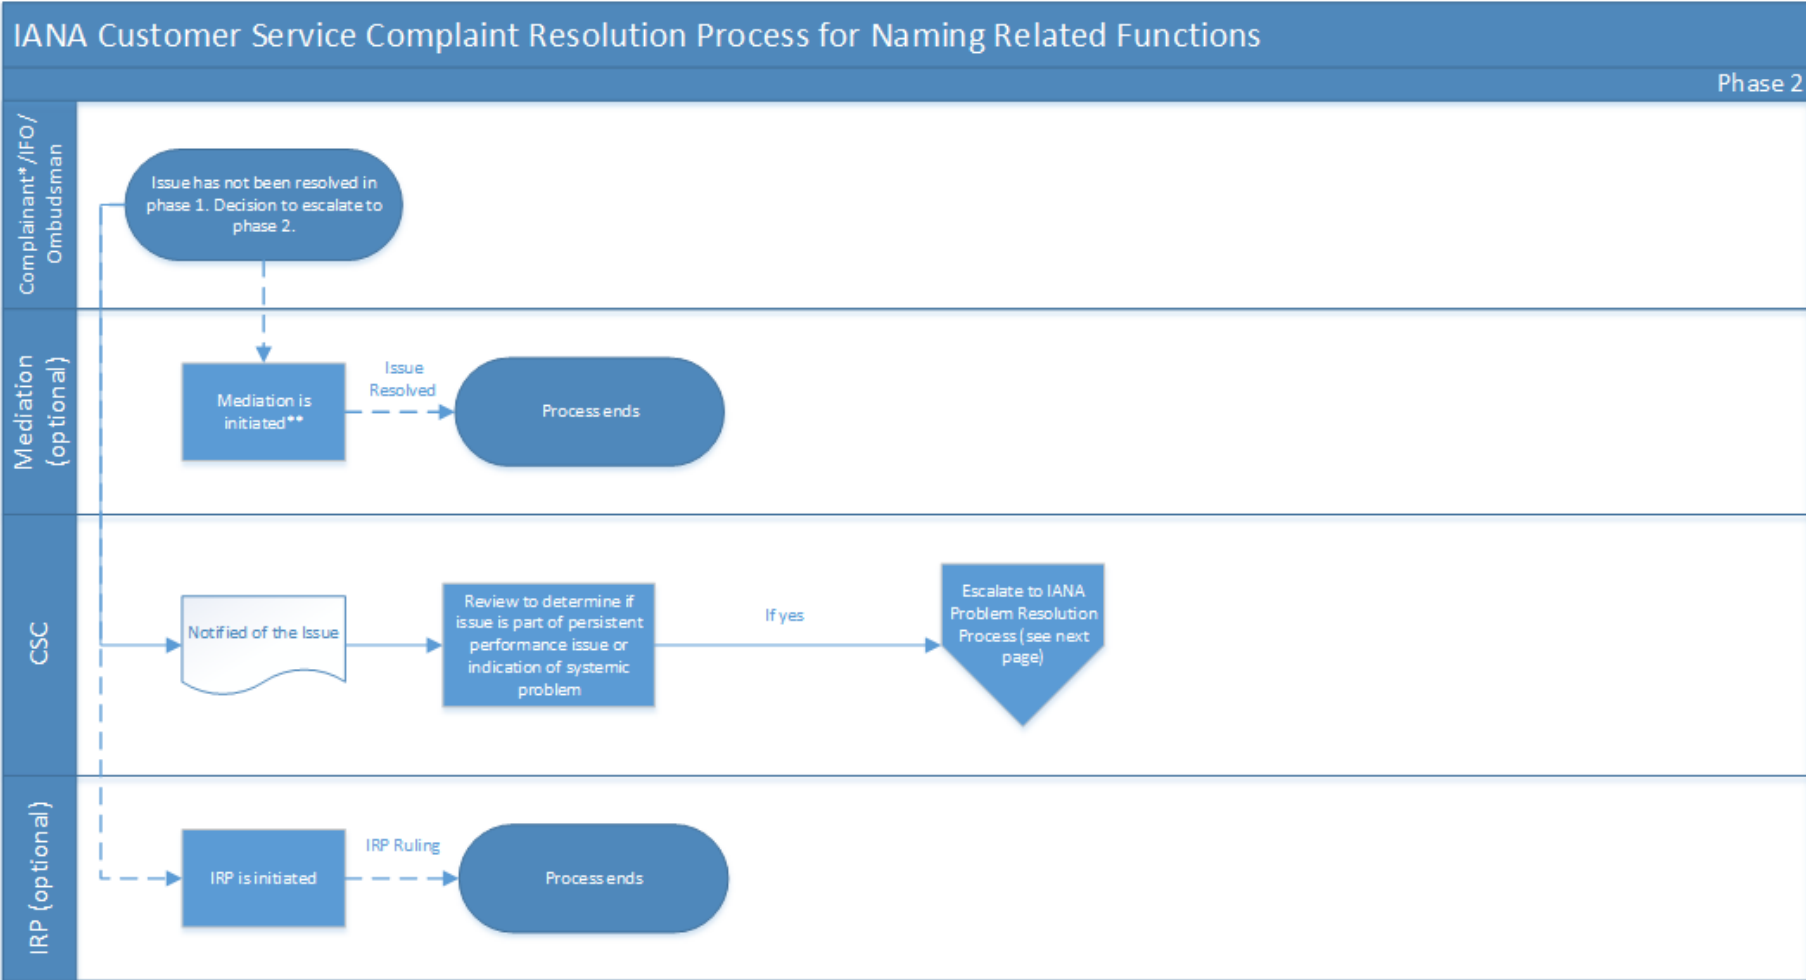 IANA Customer Service Complaint Resolution Process for Naming Related Functions
Phase 2
Complainant*/IFO/
Ombudsman
Issue has not been resolved in
phase 1. Decision to escalate to
phase 2.
Mediation
(optional)
Mediation is
initiated**
Issue
Resolved
Process ends
CSC
Notified of the Issue
Review to determine if
issue is part of persistent
performance issue or
indication of systemic
problem
If yes
Escalate to IANA
Problem Resolution
Process (see next
page)
IRP (optional)
IRP is initiated
IRP Ruling
Process ends